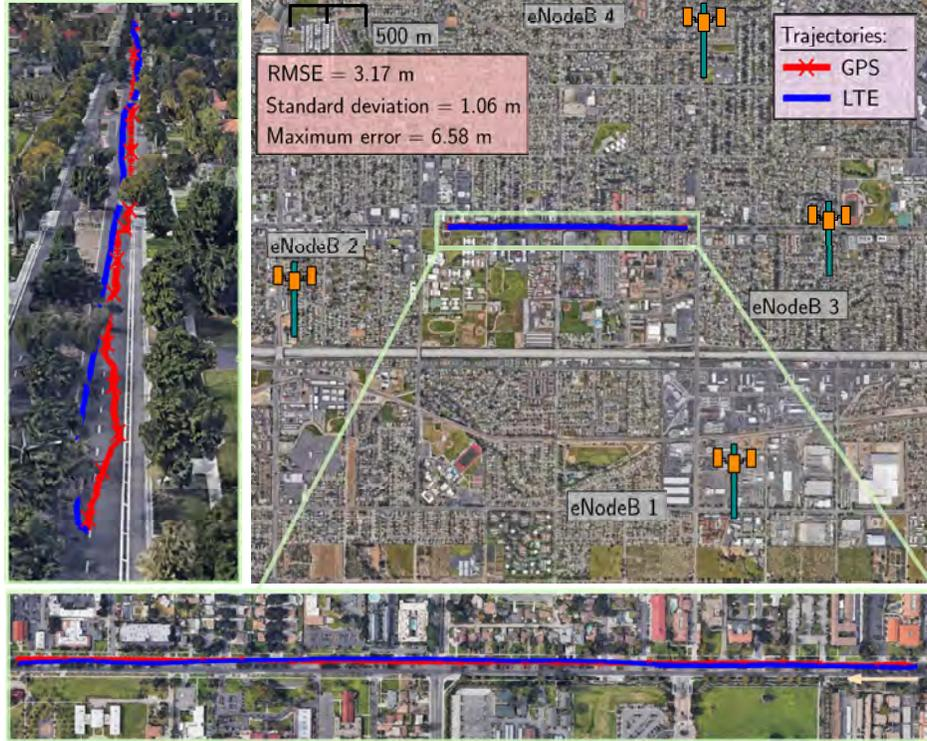 eNodeB 4
500 m
Trajectories:
GPS
LTE
RMSE = 3.17 m
Standard deviation = 1.06 m
Maximum error = 6.58 m
eNodeB 2
eNodeB 3
eNodeB 1